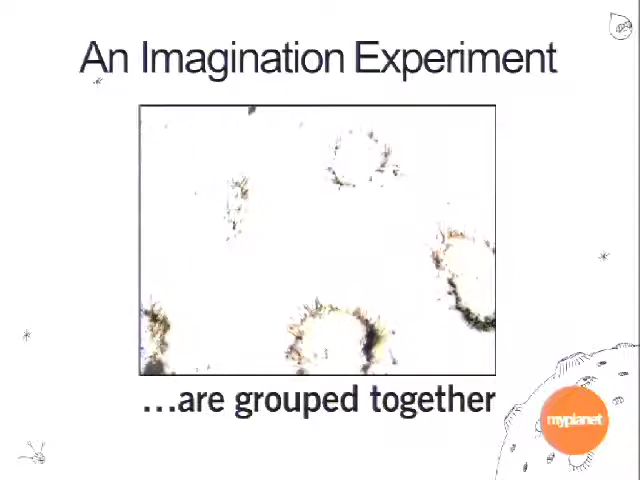 An Imagination Experiment
...are grouped together
myplanet